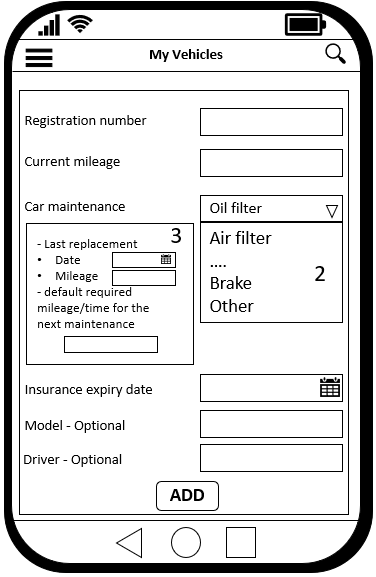 My Vehicles
Registration number
Current mileage
Car maintenance
Oil filter
Air filter
....
Brake
Other
2
3
- Last replacement
• Date
• Mileage
- default required
mileage/time for the
next maintenance
Insurance expiry date
Model - Optional
Driver - Optional
ADD